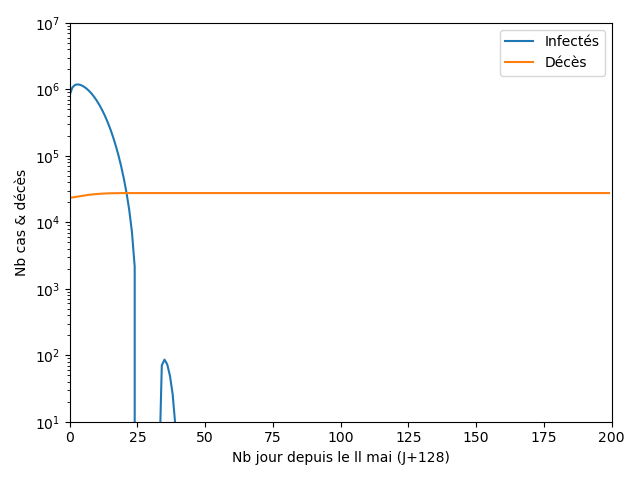 10⁷
10⁶
10⁵
10⁴
10³
10²
10¹
Nb cas & décès
Infectés
Décès
0 25 50 75 100 125 150 175 200
Nb jour depuis le ll mai (J+128)